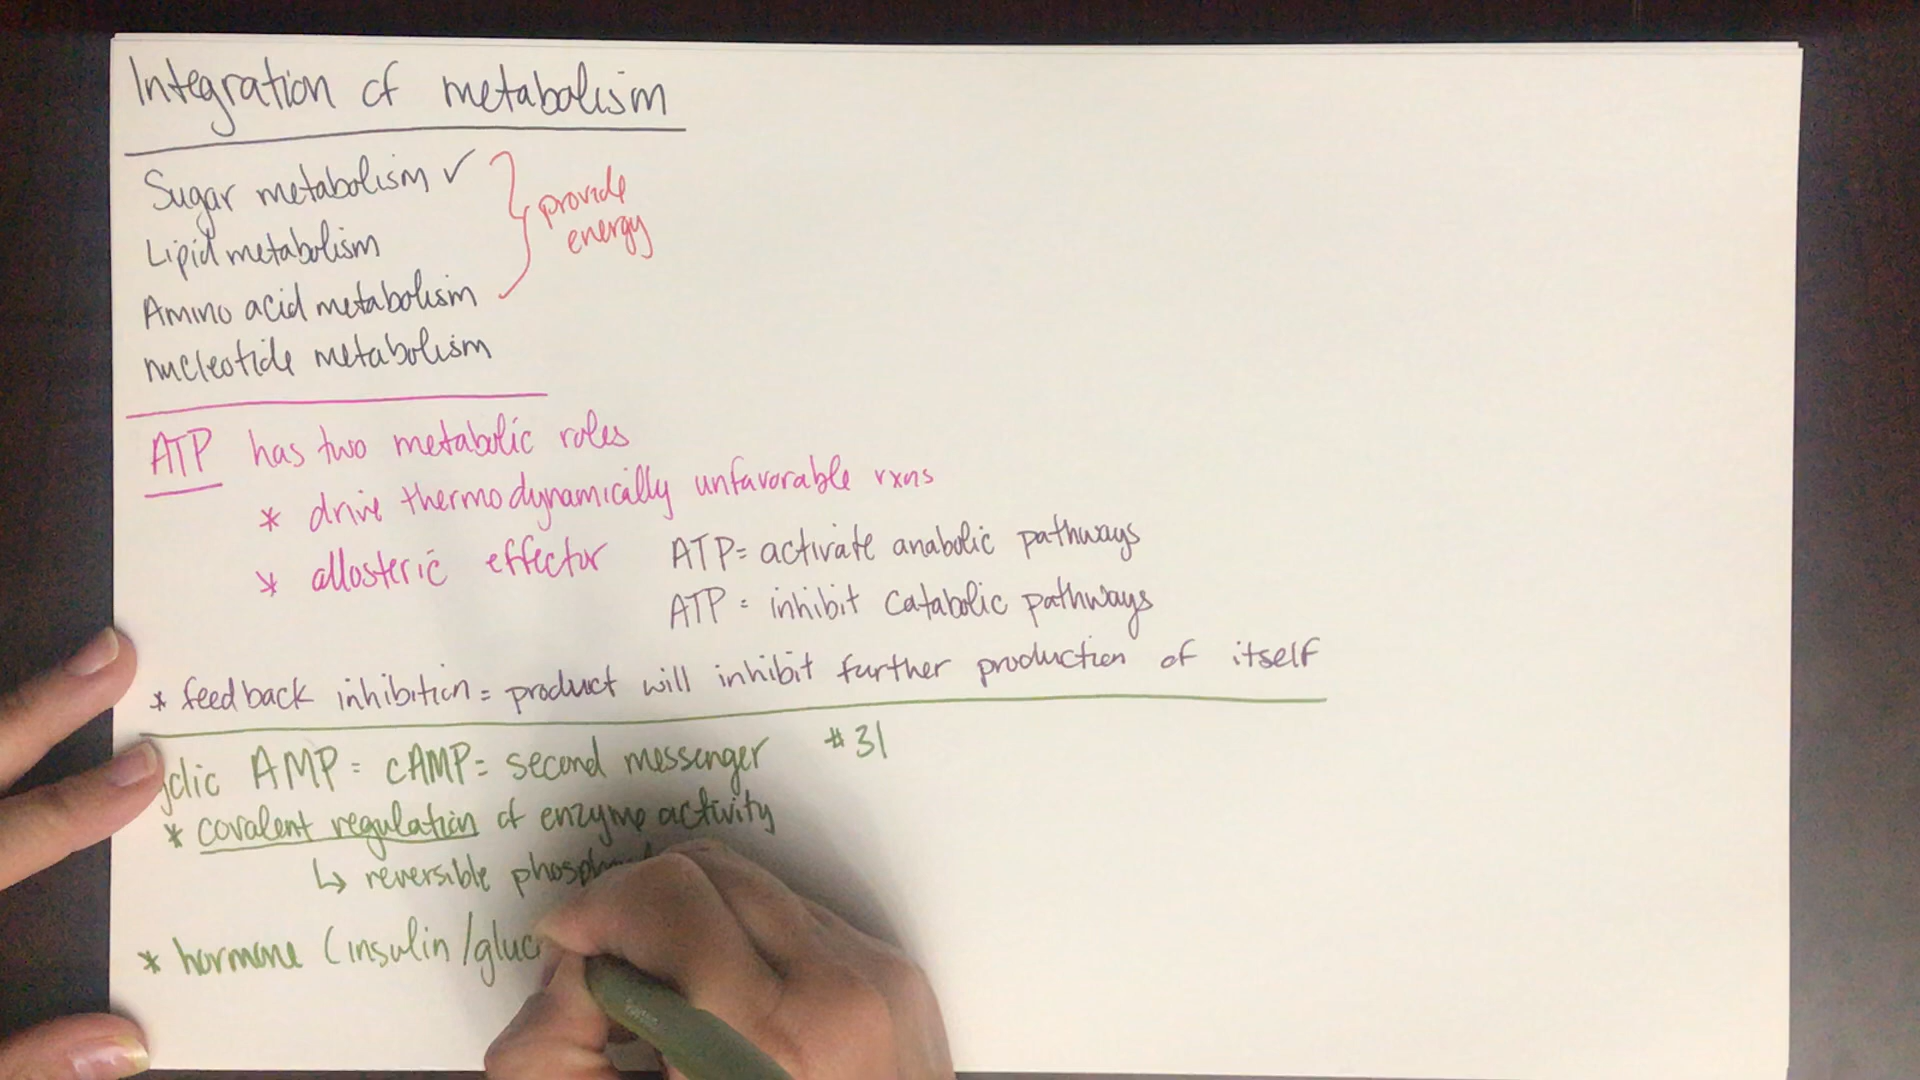 Integration of metabolism
Sugar metabolism ✓
Lipid metabolism
Amino acid metabolism
nucleotide metabolism
provide
energy
ATP has two metabolic roles
* drive thermodynamically unfavorable rxns
* allosteric effector ATP = activate anabolic pathways
ATP = inhibit catabolic pathways
* feedback inhibition = product will inhibit further production of itself
AMP = cAMP = second messenger #31
* covalent regulation of enzyme activity
↳ reversible
* hormone (insulin/